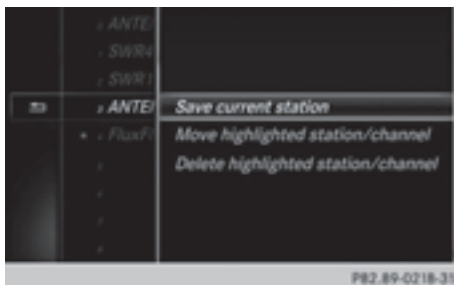 ANTE
SWR4
SWR1
ANTE Save current station
FluxF Move highlighted station/channel
Delete highlighted station/channel
P82.89-0218-31